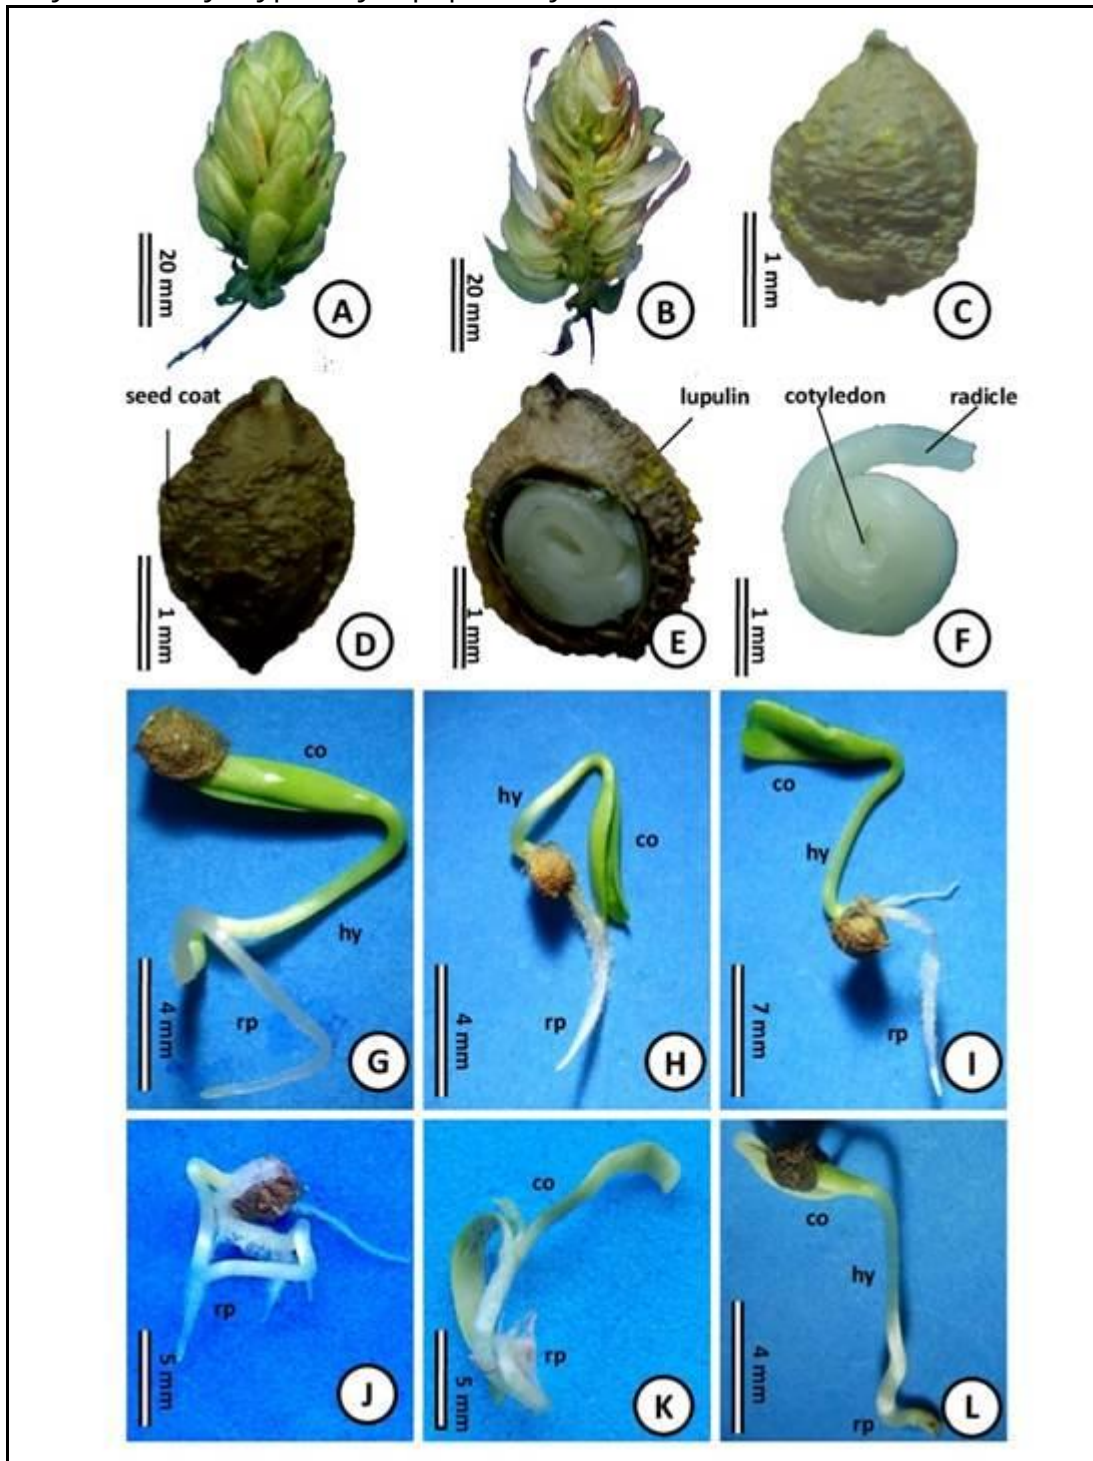 20 mm
A
20 mm
B
1 mm
C
seed coat
1 mm
D
lupulin
1 mm
E
cotyledon
radicle
1 mm
F
co
hy
rp
4 mm
G
hy
co
rp
4 mm
H
co
hy
rp
7 mm
I
rp
5 mm
J
co
rp
5 mm
K
co
hy
rp
4 mm
L